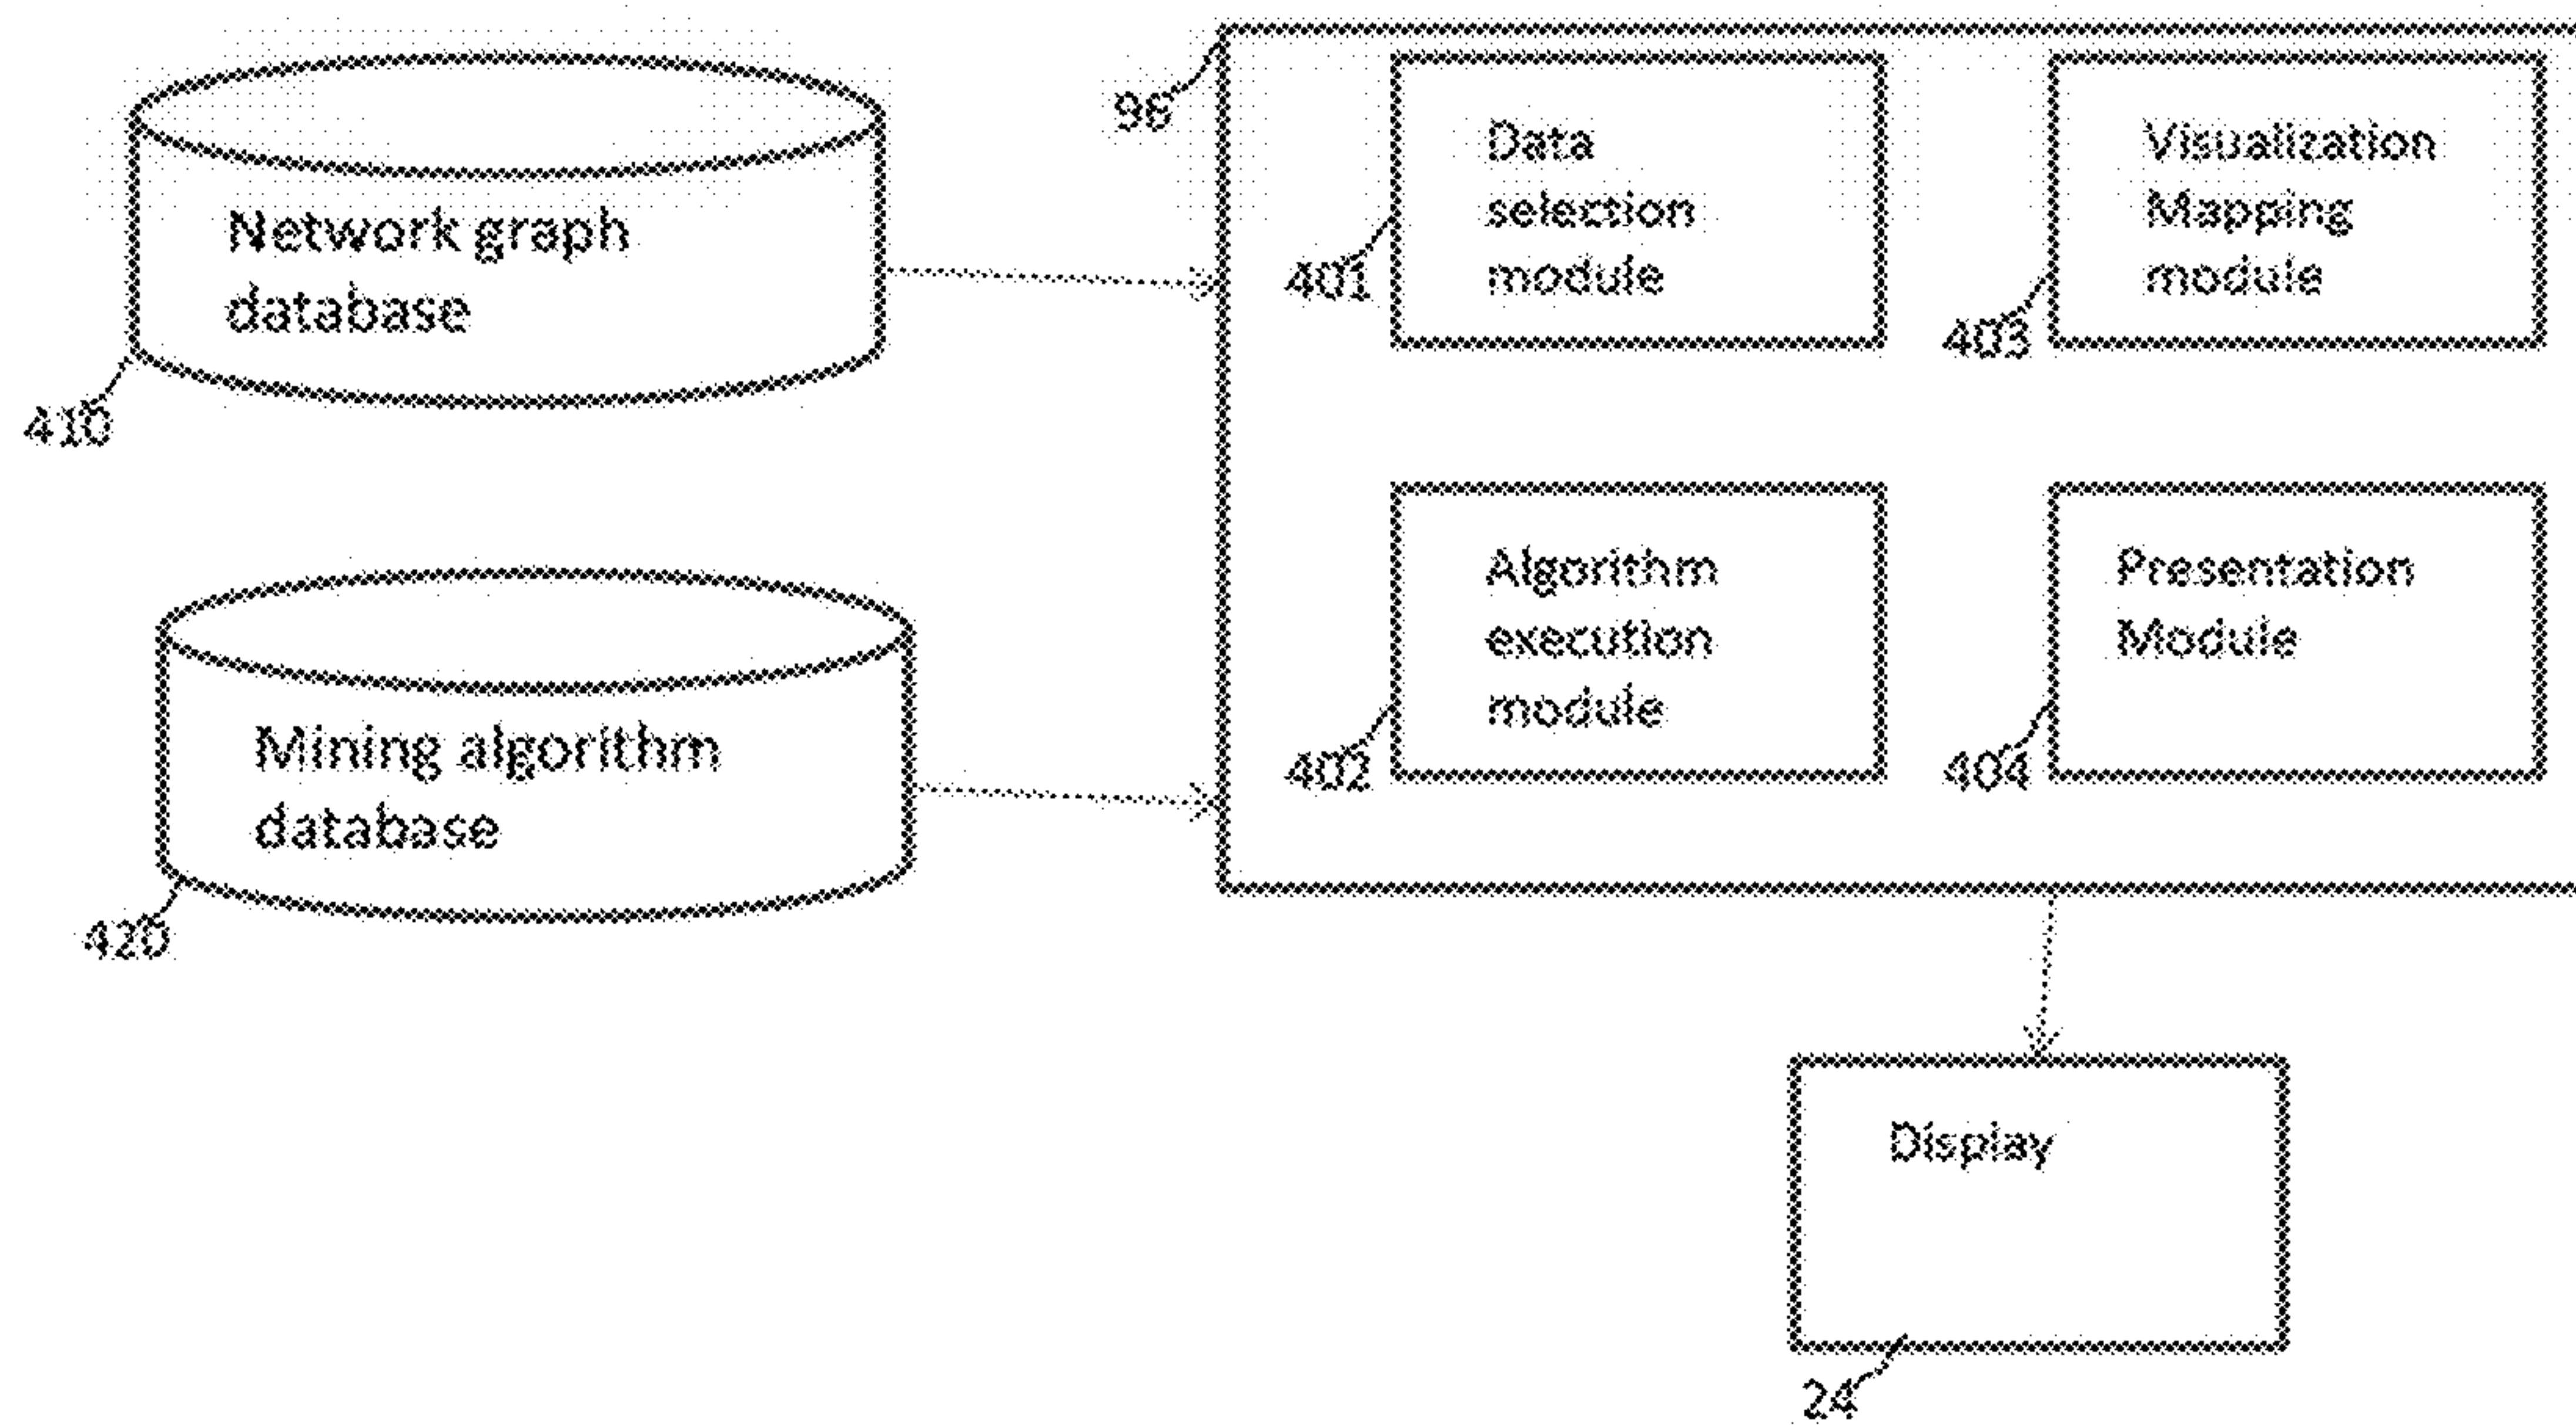 Network graph
database
410
Mining algorithm
database
420
96
Data
selection
module
401
Visualization
Mapping
module
403
Algorithm
execution
module
402
Presentation
Module
404
Display
24